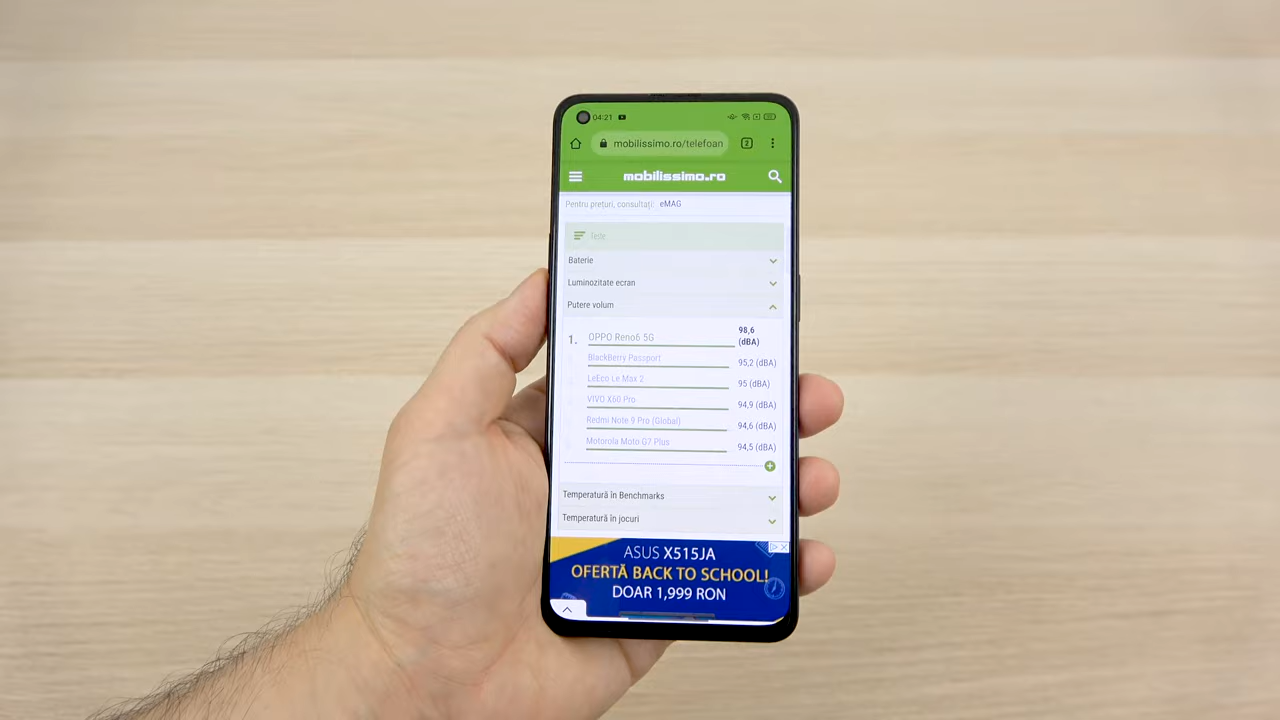 04:21
mobilissimo.ro/telefoan
2
mobilissimo.ro
Pentru prețuri, consultați: eMAG
Teste
Baterie
Luminozitate ecran
Putere volum
1. OPPO Reno6 5G 98,6 (dBA)
BlackBerry Passport 95,2 (dBA)
LeEco Le Max 2 95 (dBA)
VIVO X60 Pro 94,9 (dBA)
Redmi Note 9 Pro (Global) 94,6 (dBA)
Motorola Moto G7 Plus 94,5 (dBA)
Temperatură în Benchmarks
Temperatură în jocuri
ASUS X515JA
OFERTĂ BACK TO SCHOOL!
DOAR 1,999 RON